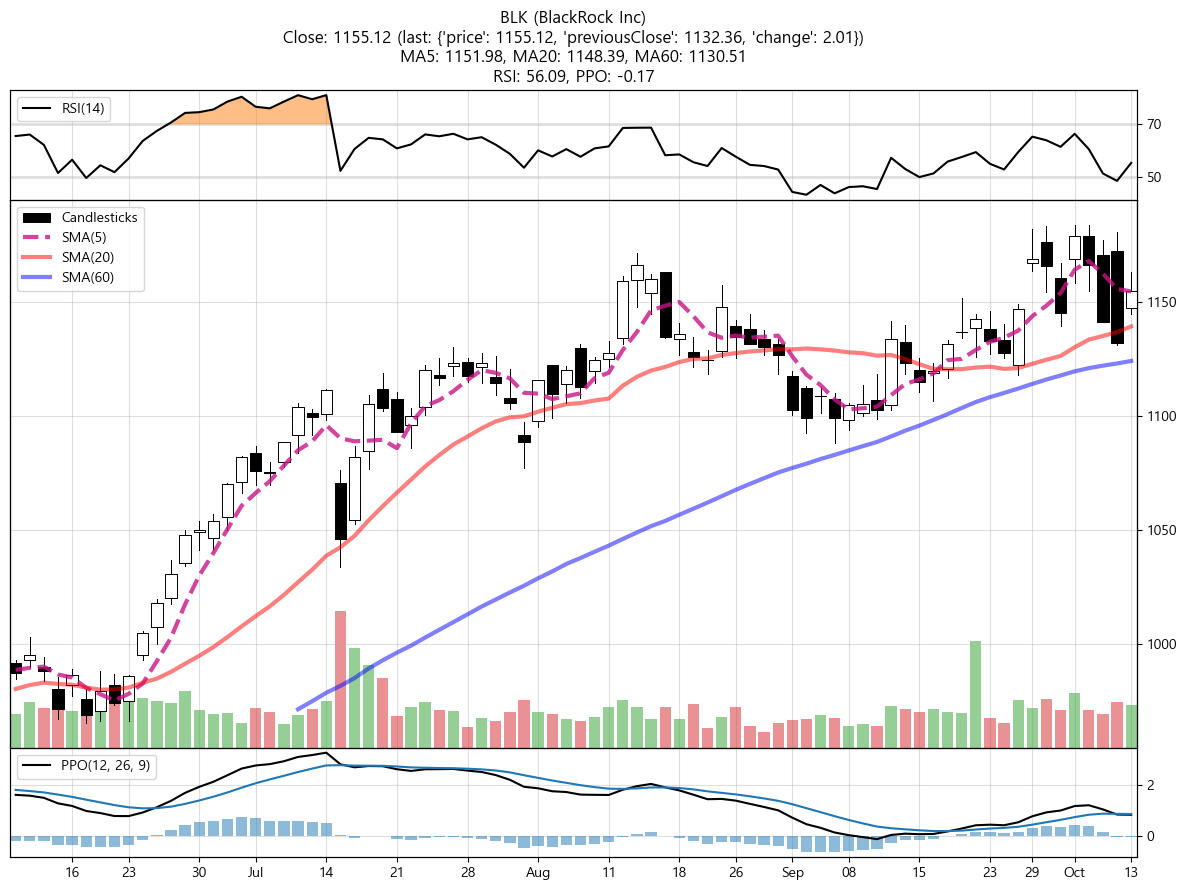 BLK (BlackRock Inc)
Close: 1155.12 (last: {'price': 1155.12, 'previousClose': 1132.36, 'change': 2.01})
MA5: 1151.98, MA20: 1148.39, MA60: 1130.51
RSI: 56.09, PPO: -0.17
RSI(14)
70
50
Candlesticks
SMA(5)
SMA(20)
SMA(60)
1150
1100
1050
1000
PPO(12, 26, 9)
2
0
16 23 30 Jul 14 21 28 Aug 11 18 26 Sep 08 15 23 29 Oct 13